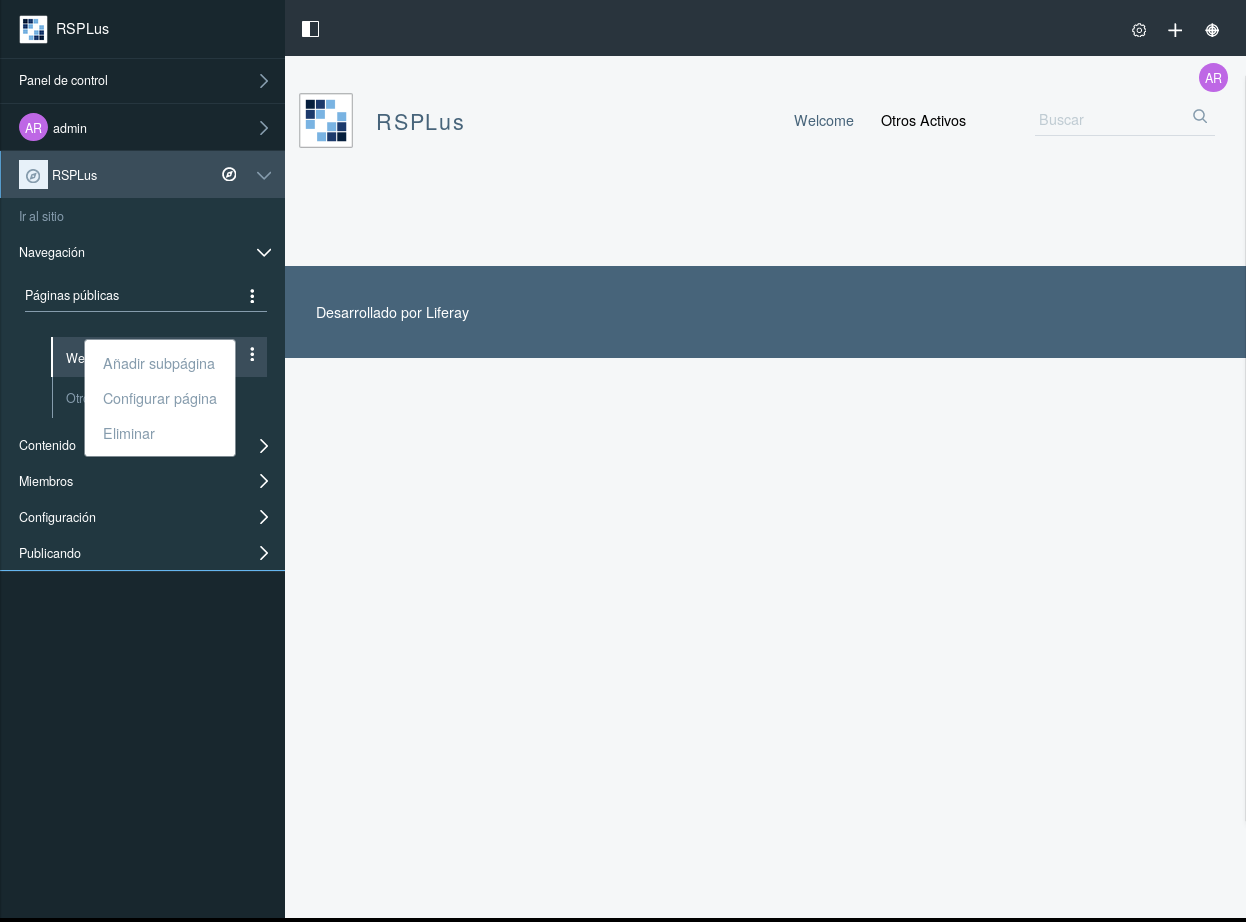 RSPLus
Panel de control
AR admin
RSPLus
Ir al sitio
Navegación
Páginas públicas
We
Añadir subpágina
Configurar página
Eliminar
Otr
Contenido
Miembros
Configuración
Publicando
AR
RSPLus
Welcome
Otros Activos
Buscar
Desarrollado por Liferay